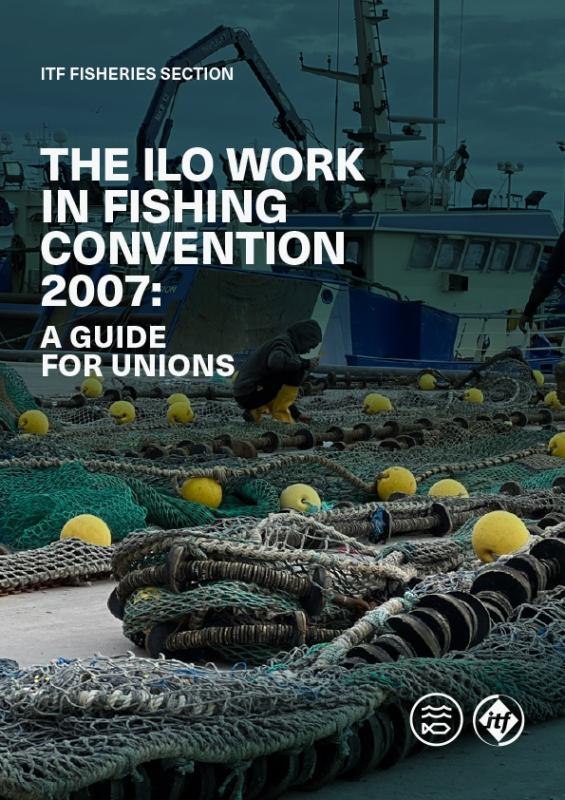 ITF FISHERIES SECTION
THE ILO WORK
IN FISHING
CONVENTION
2007:
A GUIDE
FOR UNIONS
itf